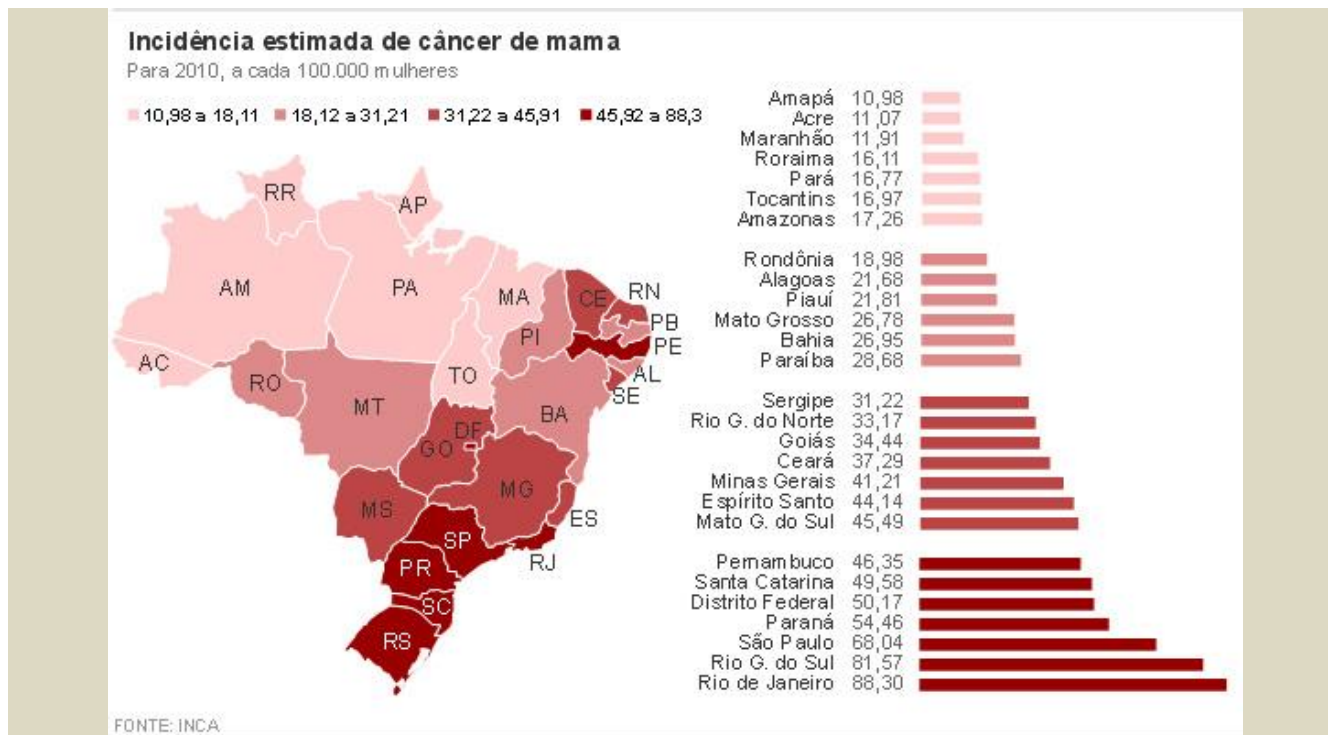 Incidência estimada de câncer de mama
Para 2010, a cada 100.000 mulheres
10,98 a 18,11 18,12 a 31,21 31,22 a 45,91 45,92 a 88,3
RR
AP
AM
PA
MA
CE
RN
PB
PI
PE
AC
TO
AL
RO
SE
MT
BA
DF
GO
MG
MS
ES
SP
RJ
PR
SC
RS
Amapá 10,98
Acre 11,07
Maranhão 11,91
Roraima 16,11
Pará 16,77
Tocantins 16,97
Amazonas 17,26
Rondônia 18,98
Alagoas 21,68
Piauí 21,81
Mato Grosso 26,78
Bahia 26,95
Paraíba 28,68
Sergipe 31,22
Rio G. do Norte 33,17
Goiás 34,44
Ceará 37,29
Minas Gerais 41,21
Espírito Santo 44,14
Mato G. do Sul 45,49
Pernambuco 46,35
Santa Catarina 49,58
Distrito Federal 50,17
Paraná 54,46
São Paulo 68,04
Rio G. do Sul 81,57
Rio de Janeiro 88,30
FONTE: INCA